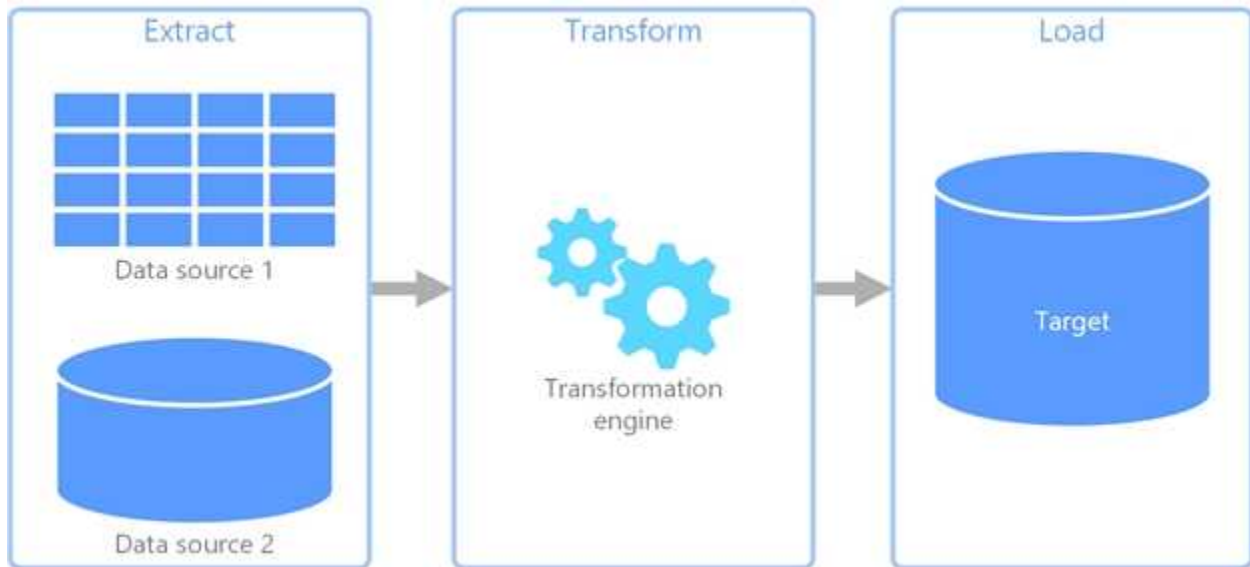 Extract
Data source 1
Data source 2
Transform
Transformation
engine
Load
Target